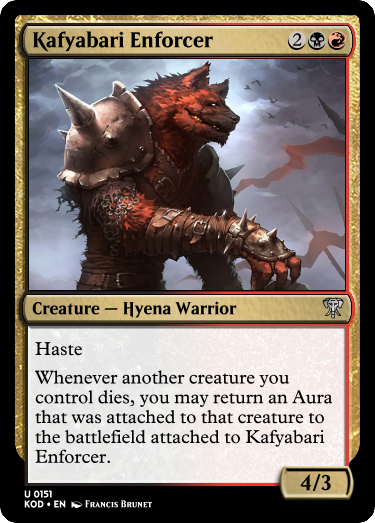 Kafyabari Enforcer 2
Creature — Hyena Warrior
Haste
Whenever another creature you
control dies, you may return an Aura
that was attached to that creature to
the battlefield attached to Kafyabari
Enforcer.
4/3
U 0151
KOD • EN Francis Brunet